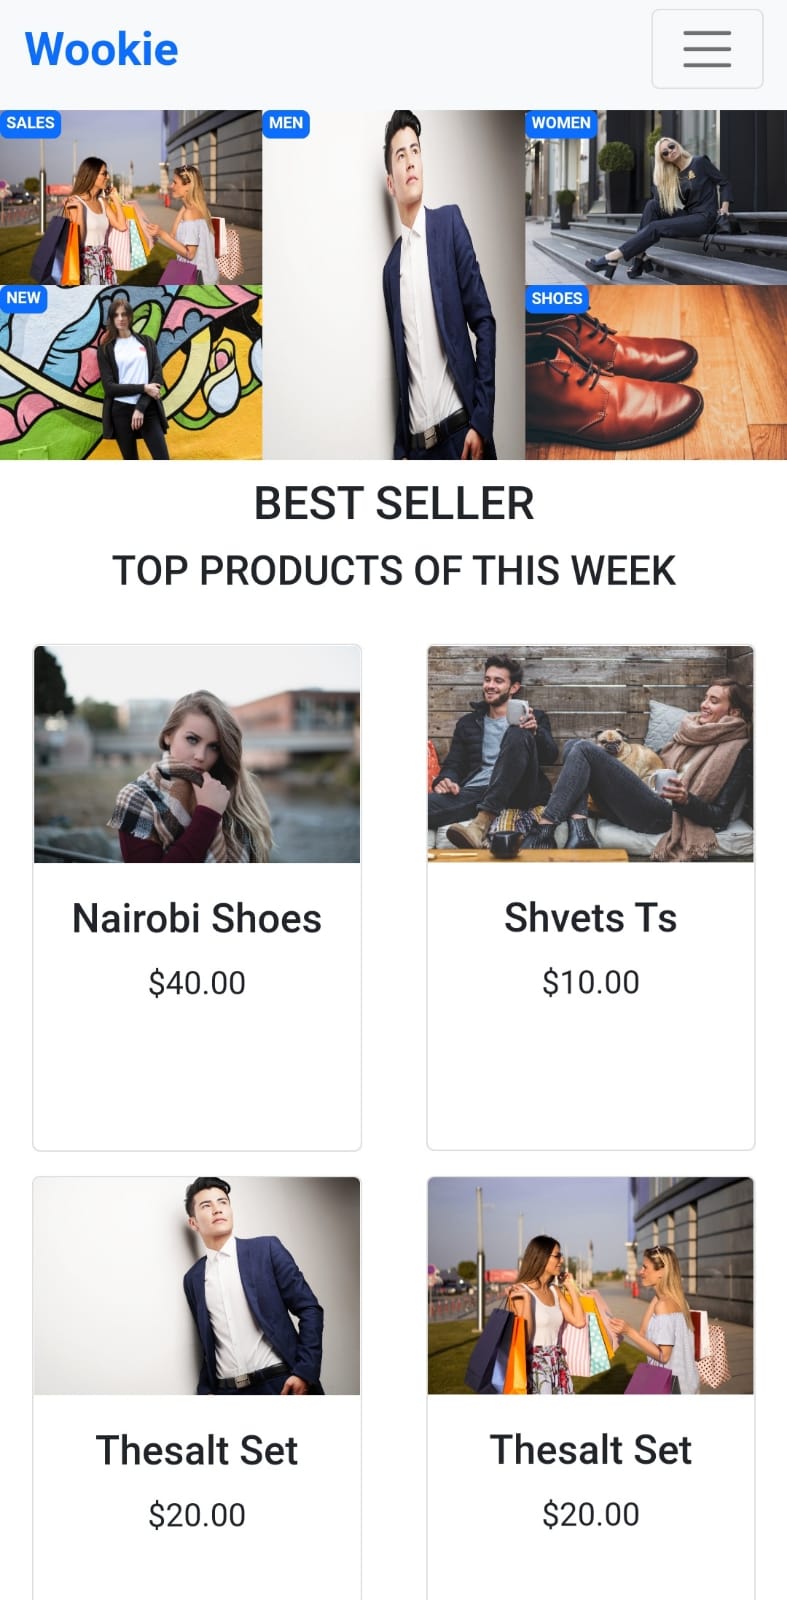 Wookie
SALES
MEN
WOMEN
NEW
SHOES
BEST SELLER
TOP PRODUCTS OF THIS WEEK
Nairobi Shoes
$40.00
Shvets Ts
$10.00
Thesalt Set
$20.00
Thesalt Set
$20.00